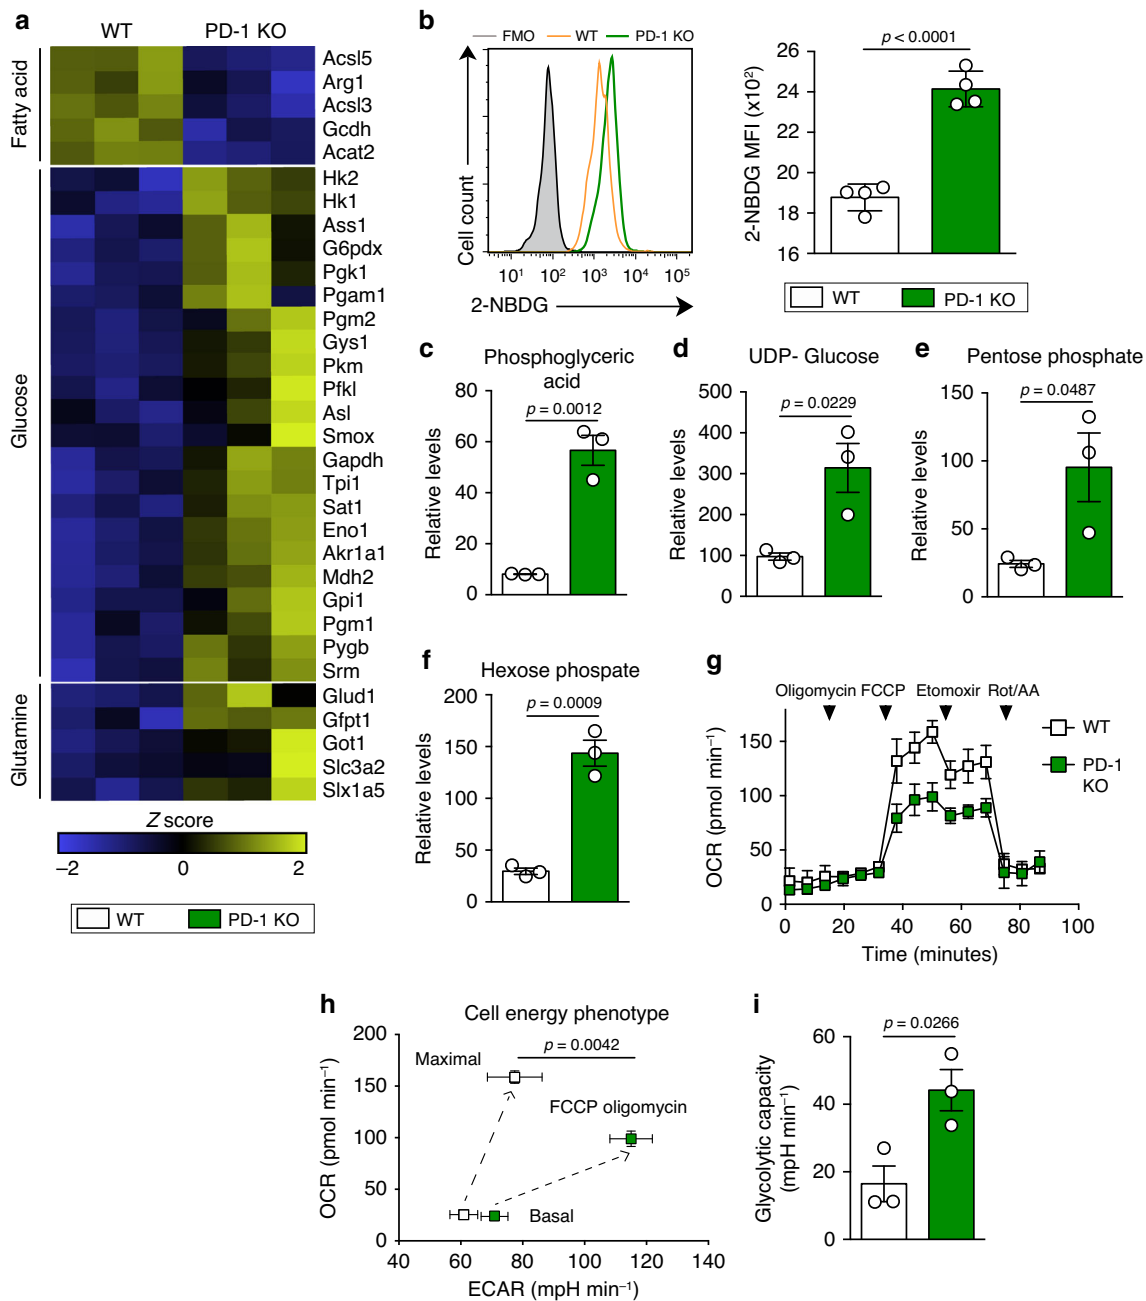 a
WT PD-1 KO
Fatty acid
Acsl5
Arg1
Acsl3
Gcdh
Acat2
Glucose
Hk2
Hk1
Ass1
G6pdx
Pgk1
Pgam1
Pgm2
Gys1
Pkm
Pfkl
Asl
Smox
Gapdh
Tpi1
Sat1
Eno1
Akr1a1
Mdh2
Gpi1
Pgm1
Pygb
Srm
Glutamine
Glud1
Gfpt1
Got1
Slc3a2
Slx1a5
Z score
–2 0 2
WT PD-1 KO
b
FMO WT PD-1 KO
Cell count
10¹ 10² 10³ 10⁴ 10⁵
2-NBDG
p < 0.0001
2-NBDG MFI (x10²)
26
24
22
20
18
16
WT PD-1 KO
c
Phosphoglyceric
acid
p = 0.0012
Relative levels
80
60
40
20
0
d
UDP- Glucose
p = 0.0229
Relative levels
500
400
300
200
100
0
e
Pentose phosphate
p = 0.0487
Relative levels
150
100
50
0
f
Hexose phospate
p = 0.0009
Relative levels
200
150
100
50
0
g
Oligomycin FCCP Etomoxir Rot/AA
WT
PD-1
KO
OCR (pmol min⁻¹)
150
100
50
0
0 20 40 60 80 100
Time (minutes)
h
Cell energy phenotype
p = 0.0042
Maximal
FCCP oligomycin
Basal
OCR (pmol min⁻¹)
200
150
100
50
0
40 60 80 100 120 140
ECAR (mpH min⁻¹)
i
p = 0.0266
Glycolytic capacity
(mpH min⁻¹)
60
40
20
0